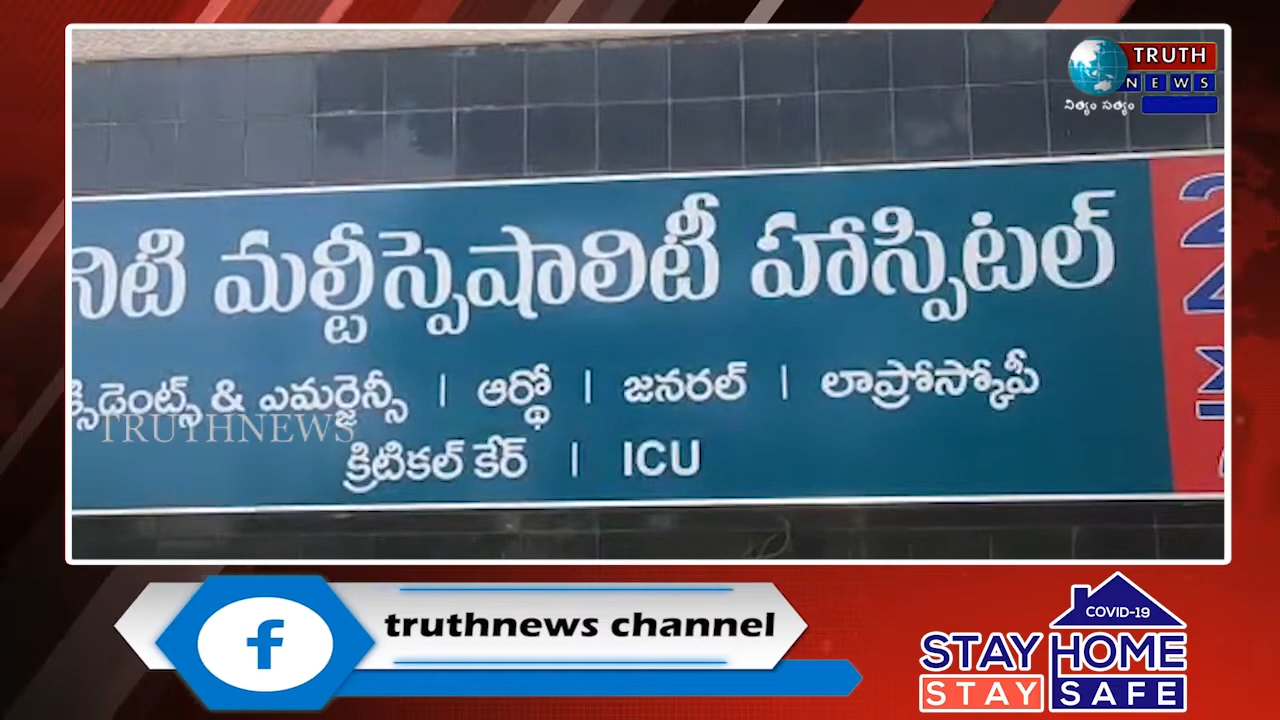 TRUTH
NEWS
నిత్యం సత్యం
మల్టీస్పెషాలిటీ హాస్పిటల్
& ఎమర్జెన్సీ | ఆర్థో | జనరల్ | లాప్రోస్కోపీ
TRUTHNEWS
క్రిటికల్ కేర్ | ICU
f truthnews channel
COVID-19
STAY HOME
STAY SAFE